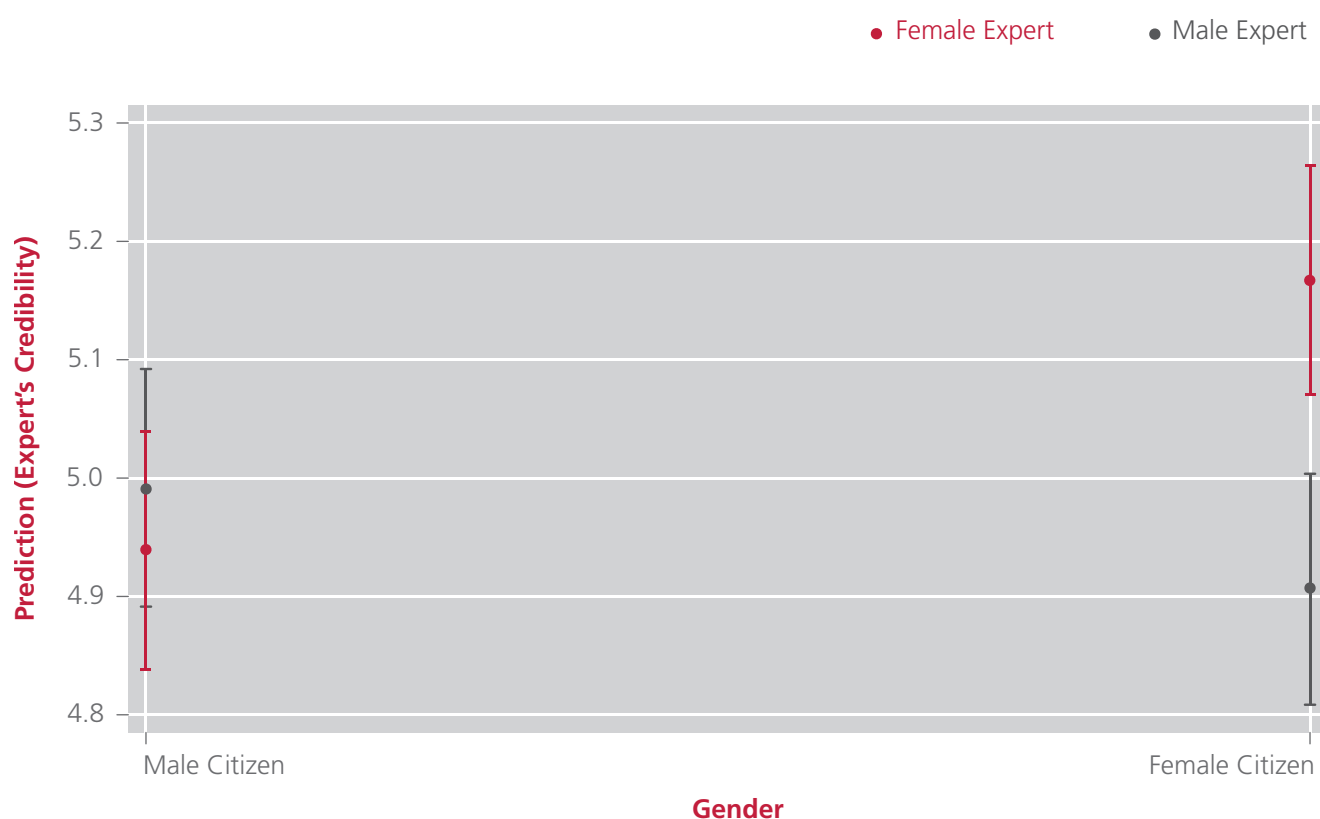 Female Expert
Male Expert
5.3
5.2
5.1
5.0
4.9
4.8
Prediction (Expert’s Credibility)
Male Citizen
Female Citizen
Gender